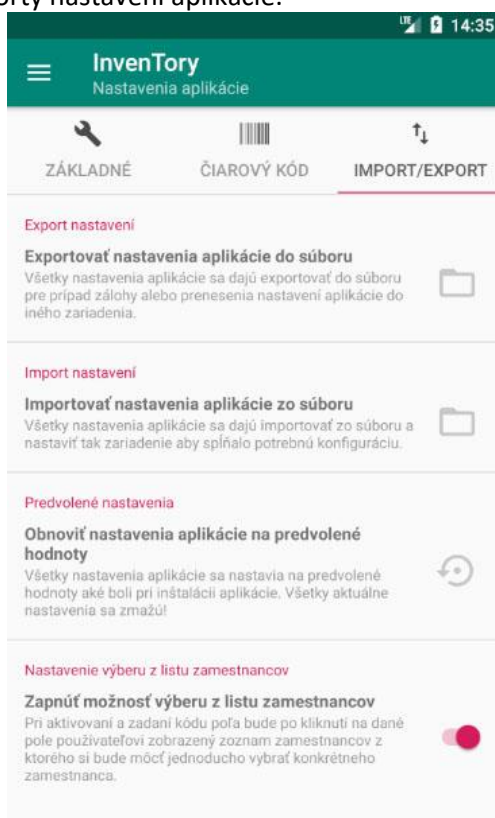 rty nastavení aplikácie.
LTE 14:35
InvenTory
Nastavenia aplikácie
ZÁKLADNÉ ČIAROVÝ KÓD IMPORT/EXPORT
Export nastavení
Exportovať nastavenia aplikácie do súboru
Všetky nastavenia aplikácie sa dajú exportovať do súboru
pre prípad zálohy alebo prenesenia nastavení aplikácie do
iného zariadenia.
Import nastavení
Importovať nastavenia aplikácie zo súboru
Všetky nastavenia aplikácie sa dajú importovať zo súboru a
nastaviť tak zariadenie aby spĺňalo potrebnú konfiguráciu.
Predvolené nastavenia
Obnoviť nastavenia aplikácie na predvolené
hodnoty
Všetky nastavenia aplikácie sa nastavia na predvolené
hodnoty aké boli pri inštalácii aplikácie. Všetky aktuálne
nastavenia sa zmažú!
Nastavenie výberu z listu zamestnancov
Zapnúť možnosť výberu z listu zamestnancov
Pri aktivovaní a zadaní kódu poľa bude po kliknutí na dané
pole používateľovi zobrazený zoznam zamestnancov z
ktorého si bude môcť jednoducho vybrať konkrétneho
zamestnanca.